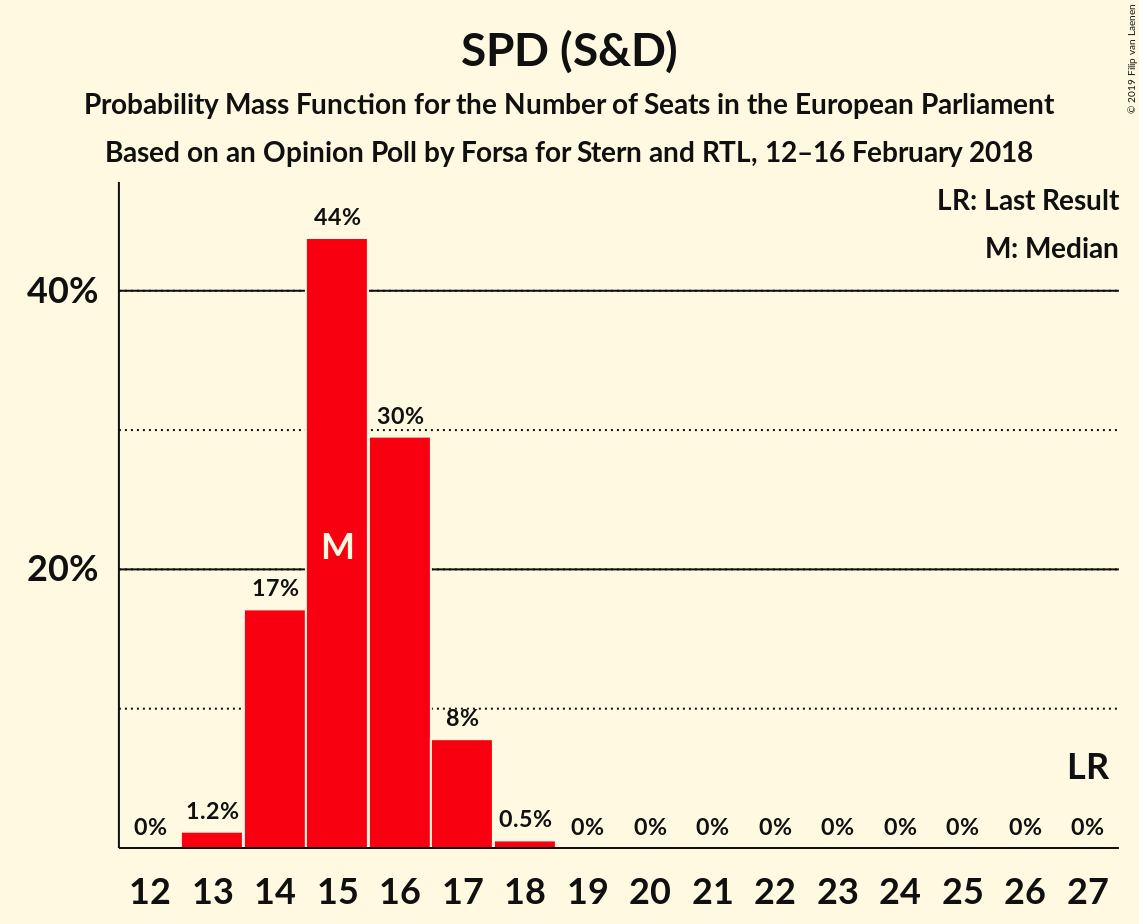 SPD (S&D)
Probability Mass Function for the Number of Seats in the European Parliament
Based on an Opinion Poll by Forsa for Stern and RTL, 12–16 February 2018
© 2019 Filip van Laenen
LR: Last Result
M: Median
44%
40%
30%
M
20%
17%
8%
LR
0% 1.2% 0.5% 0% 0% 0% 0% 0% 0% 0% 0% 0%
12 13 14 15 16 17 18 19 20 21 22 23 24 25 26 27